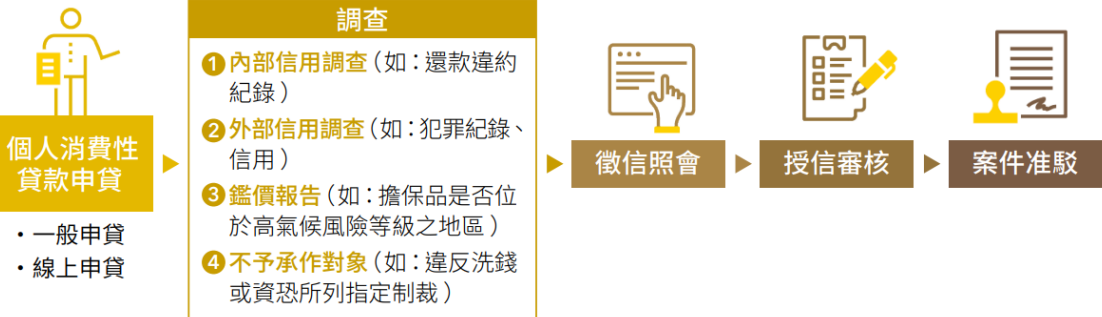 個人消費性
貸款申貸
・一般申貸
・線上申貸
調查
1 內部信用調查（如：還款違約
紀錄）
2 外部信用調查（如：犯罪紀錄、
信用）
3 鑑價報告（如：擔保品是否位
於高氣候風險等級之地區）
4 不予承作對象（如：違反洗錢
或資恐所列指定制裁）
徵信照會
授信審核
案件准駁